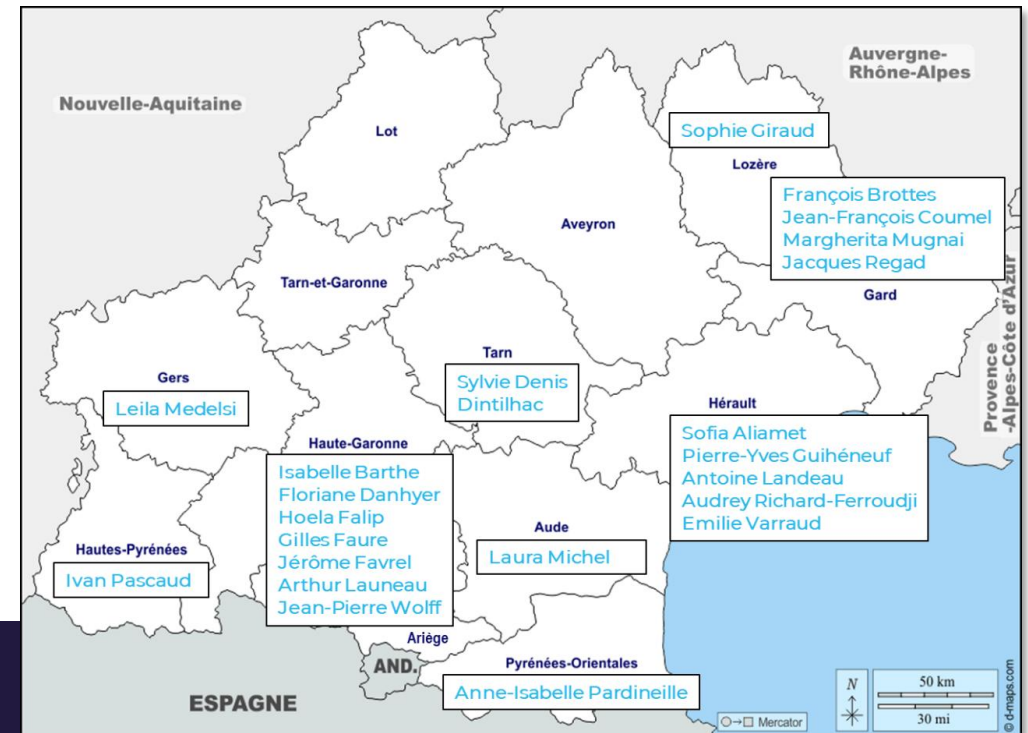 Auvergne-
Rhône-Alpes
Nouvelle-Aquitaine
Lot
Sophie Giraud
Lozère
François Brottes
Jean-François Coumel
Margherita Mugnai
Jacques Regad
Aveyron
Tarn-et-Garonne
Gard
Provence
-Alpes-Côte d'Azur
Tarn
Sylvie Denis
Dintilhac
Gers
Leila Medelsi
Hérault
Sofia Aliamet
Pierre-Yves Guihéneuf
Antoine Landeau
Audrey Richard-Ferroudji
Emilie Varraud
Haute-Garonne
Isabelle Barthe
Floriane Danhyer
Hoela Falip
Gilles Faure
Jérôme Favrel
Arthur Launeau
Jean-Pierre Wolff
Aude
Laura Michel
Hautes-Pyrénées
Ivan Pascaud
Ariège
AND.
Pyrénées-Orientales
Anne-Isabelle Pardineille
ESPAGNE
N
50 km
30 mi
Mercator
© d-maps.com